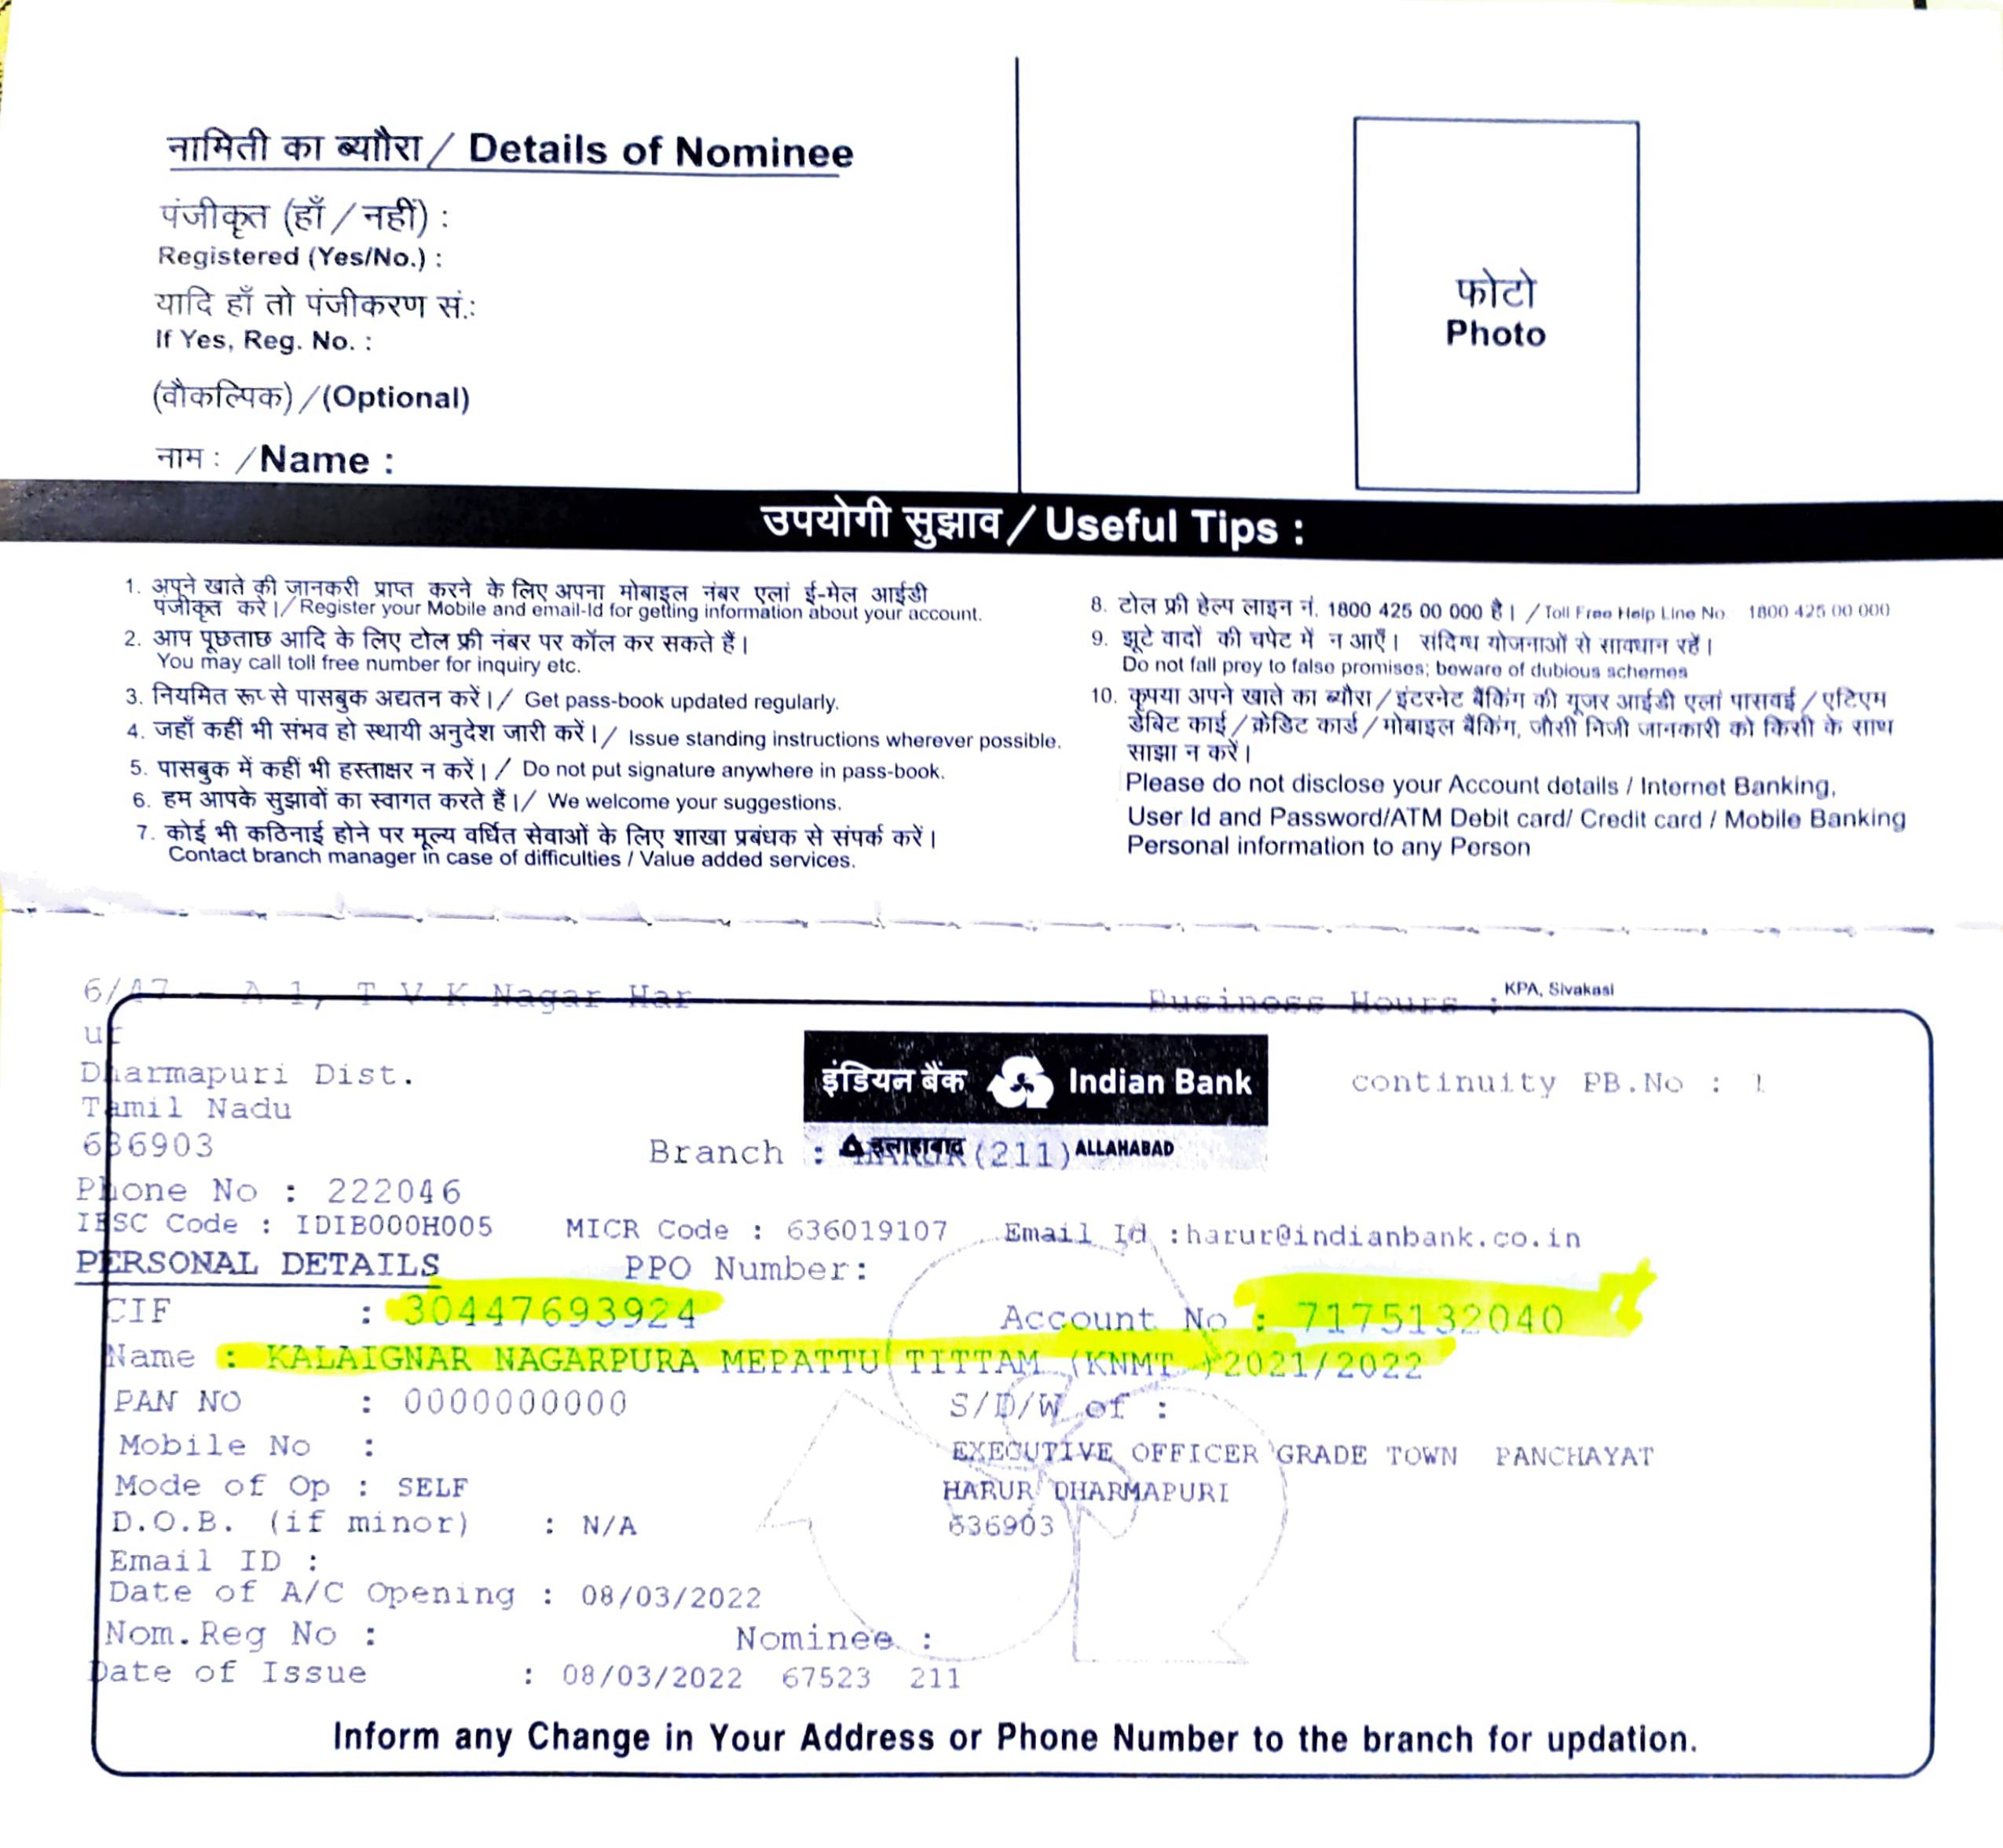 नामिती का ब्यौरा / Details of Nominee
पंजीकृत (हाँ / नहीं) :
Registered (Yes/No.) :
यादि हाँ तो पंजीकरण सं.:
If Yes, Reg. No. :
(वौकल्पिक) / (Optional)
नाम : / Name :
फोटो
Photo
उपयोगी सुझाव / Useful Tips :
1. अपने खाते की जानकरी प्राप्त करने के लिए अपना मोबाइल नंबर एलां ई-मेल आईडी
पंजीकृत करें।/ Register your Mobile and email-Id for getting information about your account.
2. आप पूछताछ आदि के लिए टोल फ्री नंबर पर कॉल कर सकते हैं।
You may call toll free number for inquiry etc.
3. नियमित रूप से पासबुक अद्यतन करें।/ Get pass-book updated regularly.
4. जहाँ कहीं भी संभव हो स्थायी अनुदेश जारी करें।/ Issue standing instructions wherever possible.
5. पासबुक में कहीं भी हस्ताक्षर न करें। / Do not put signature anywhere in pass-book.
6. हम आपके सुझावों का स्वागत करते हैं।/ We welcome your suggestions.
7. कोई भी कठिनाई होने पर मूल्य वर्धित सेवाओं के लिए शाखा प्रबंधक से संपर्क करें।
Contact branch manager in case of difficulties / Value added services.
8. टोल फ्री हेल्प लाइन नं. 1800 425 00 000 है। / Toll Free Help Line No 1800 425 00 000
9. झूटे वादों की चपेट में न आएँ। संदिग्ध योजनाओं से सावधान रहें।
Do not fall prey to false promises; beware of dubious schemes
10. कृपया अपने खाते का ब्यौरा / इंटरनेट बैंकिंग की यूजर आईडी एलां पासवर्ड / एटिएम
डेबिट कार्ड / क्रेडिट कार्ड / मोबाइल बैंकिंग, जौसी निजी जानकारी को किसी के साथ
साझा न करें।
Please do not disclose your Account details / Internet Banking,
User Id and Password/ATM Debit card/ Credit card / Mobile Banking
Personal information to any Person
6/47 - A 1, T V K Nagar Har
Business Hours :
KPA, Sivakasi
ur
Dharmapuri Dist.
इंडियन बैंक Indian Bank
continuity PB.No : 1
Tamil Nadu
636903
Branch : HARUR(211)
इलाहाबाद ALLAHABAD
Phone No : 222046
IFSC Code : IDIB000H005 MICR Code : 636019107 Email Id :harur@indianbank.co.in
PERSONAL DETAILS PPO Number:
CIF : 30447693924 Account No : 7175132040
Name : KALAIGNAR NAGARPURA MEPATTU TITTAM (KNMT )2021/2022
PAN NO : 0000000000 S/D/W of :
Mobile No : EXECUTIVE OFFICER GRADE TOWN PANCHAYAT
Mode of Op : SELF HARUR DHARMAPURI
D.O.B. (if minor) : N/A 636903
Email ID :
Date of A/C Opening : 08/03/2022
Nom.Reg No : Nominee :
Date of Issue : 08/03/2022 67523 211
Inform any Change in Your Address or Phone Number to the branch for updation.